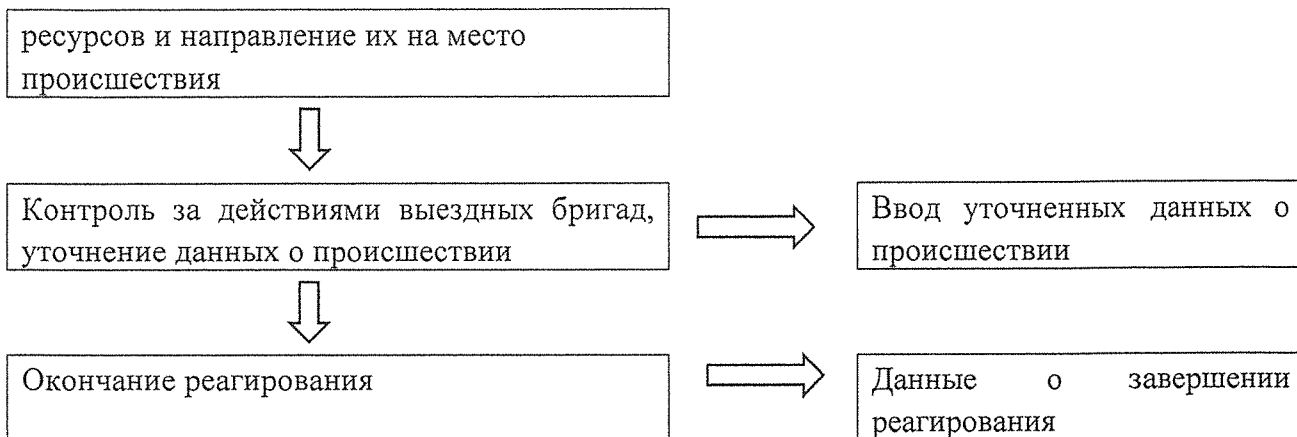 ресурсов и направление их на место
происшествия
Контроль за действиями выездных бригад,
уточнение данных о происшествии
Ввод уточненных данных о
происшествии
Окончание реагирования
Данные о завершении
реагирования